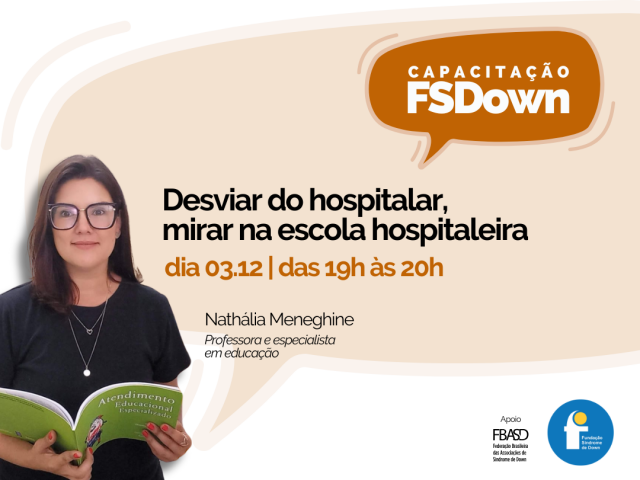 CAPACITAÇÃO
FSDown
Desviar do hospitalar,
mirar na escola hospitaleira
dia 03.12 | das 19h às 20h
Nathália Meneghine
Professora e especialista
em educação
Atendimento
Educacional
Especializado
Apoio
FBASD
Federação Brasileira
das Associações de
Síndrome de Down
f
Fundação
Síndrome
de Down